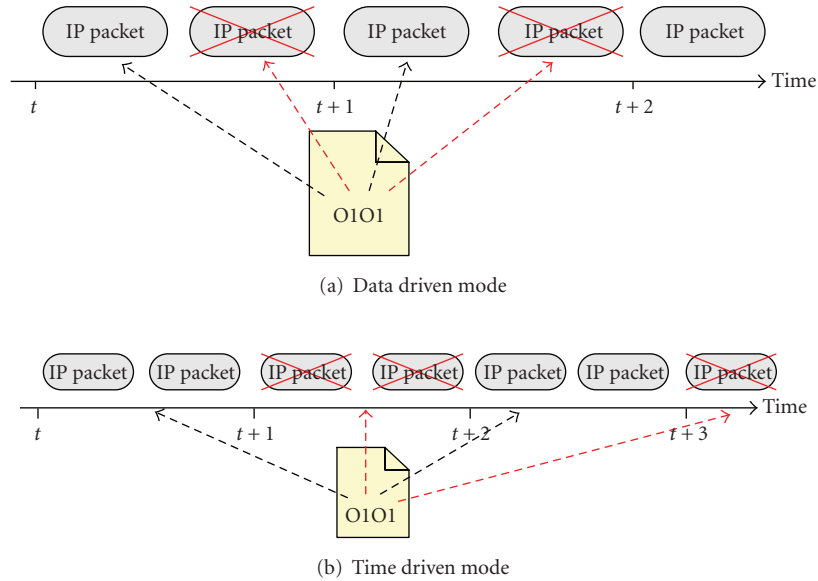 IP packet IP packet IP packet IP packet IP packet
Time
t t + 1 t + 2
O1O1
(a) Data driven mode
IP packet IP packet IP packet IP packet IP packet IP packet IP packet
Time
t t + 1 t + 2 t + 3
O1O1
(b) Time driven mode